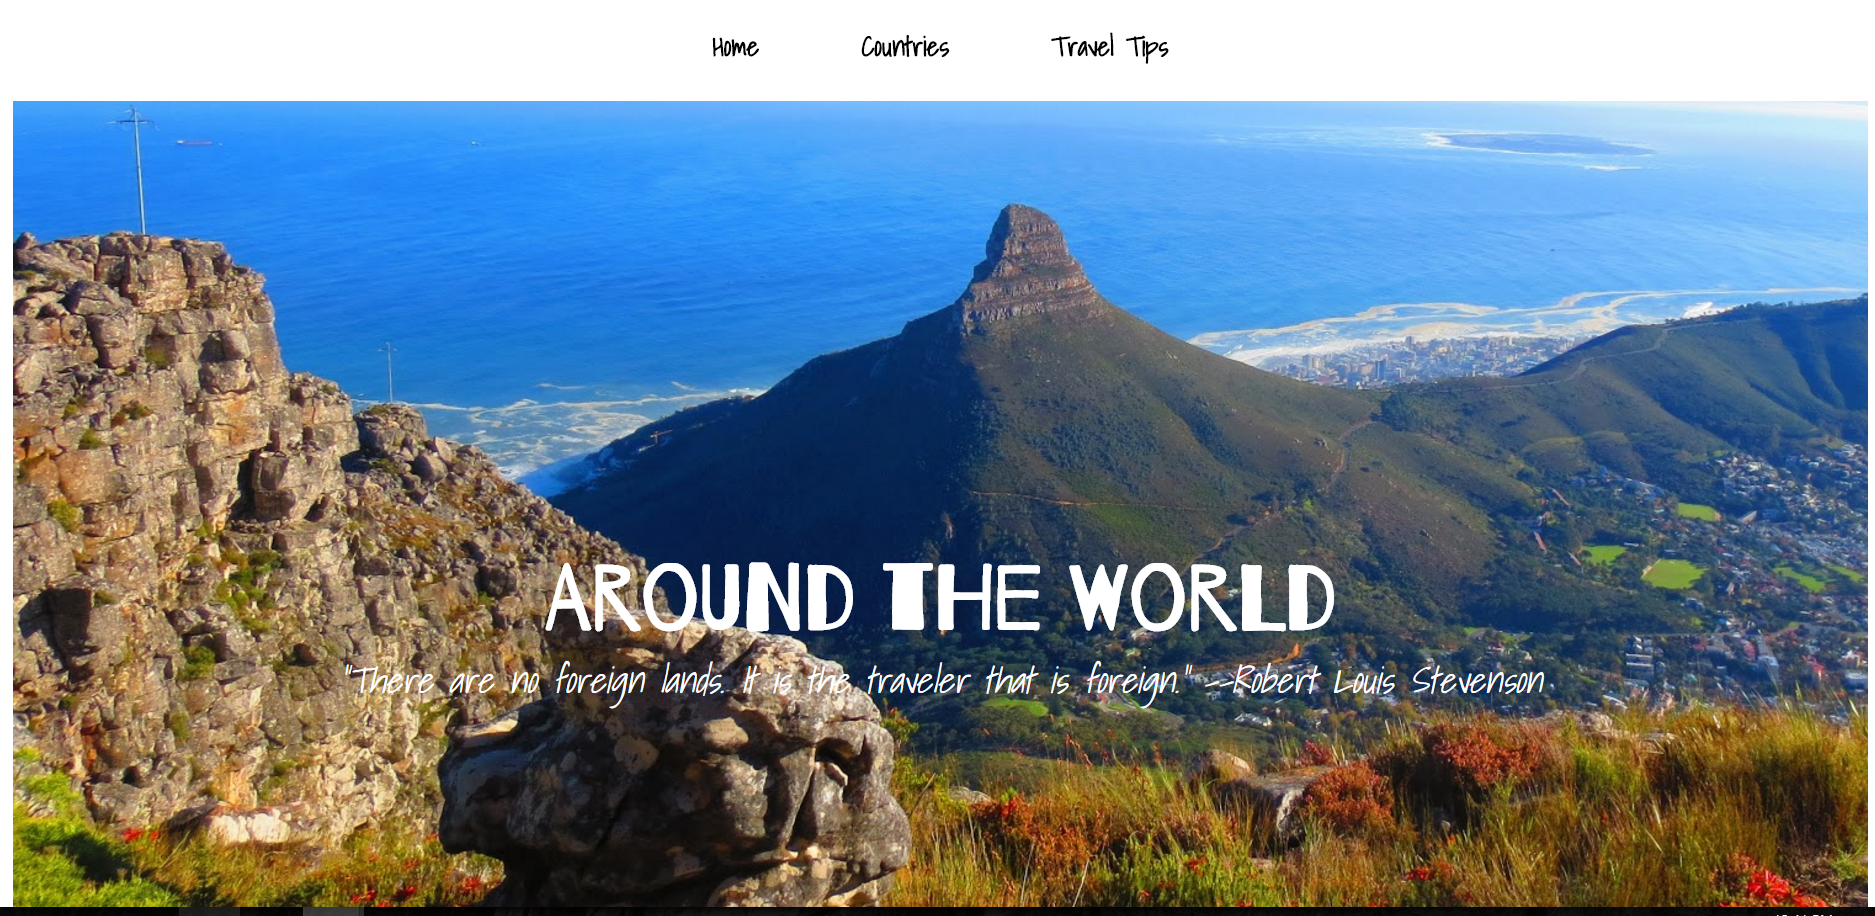 Home Countries Travel Tips
AROUND THE WORLD
"There are no foreign lands. It is the traveler that is foreign." --Robert Louis Stevenson